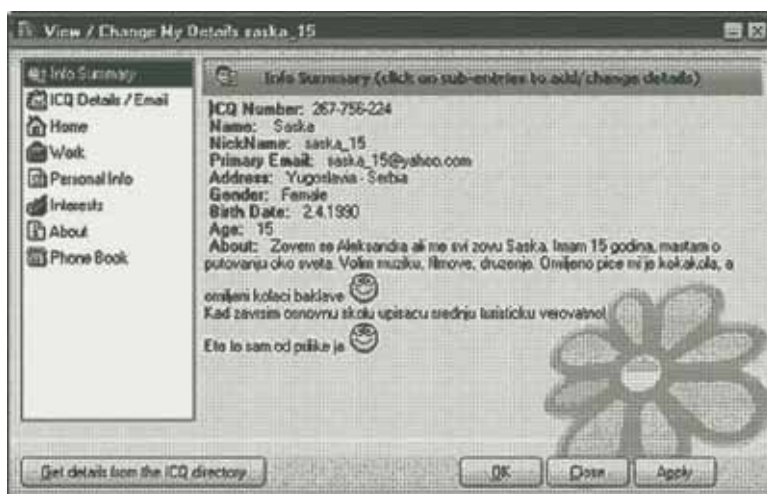 View / Change My Details saska_15
Info Summary
ICQ Details / Email
Home
Work
Personal Info
Interests
About
Phone Book
Info Summary (click on sub-entries to add/change details)
ICQ Number: 267-756-224
Name: Saska
NickName: saska_15
Primary Email: saska_15@yahoo.com
Address: Yugoslavia - Serbia
Gender: Female
Birth Date: 2.4.1990
Age: 15
About: Zovem se Aleksandra ali me svi zovu Saska. Imam 15 godina, mastam o
putovanju oko sveta. Volim muziku, filmove, druzenje. Omiljeno pice mi je kokakola, a
omiljeni kolaci baklave
Kad zavrsim osnovnu skolu upisacu srednju turisticku verovatno!
Eto to sam od prilike ja
Get details from the ICQ directory
OK
Close
Apply